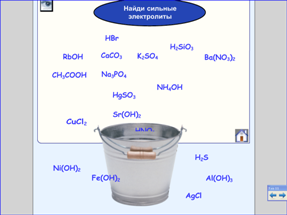 Найди сильные
электролиты
HBr
H₂SiO₃
RbOH CaCO₃ K₂SO₄ Ba(NO₃)₂
CH₃COOH Na₃PO₄
NH₄OH
HgSO₃
Sr(OH)₂
CuCl₂
H₂S
Ni(OH)₂
Fe(OH)₂ Al(OH)₃
AgCl